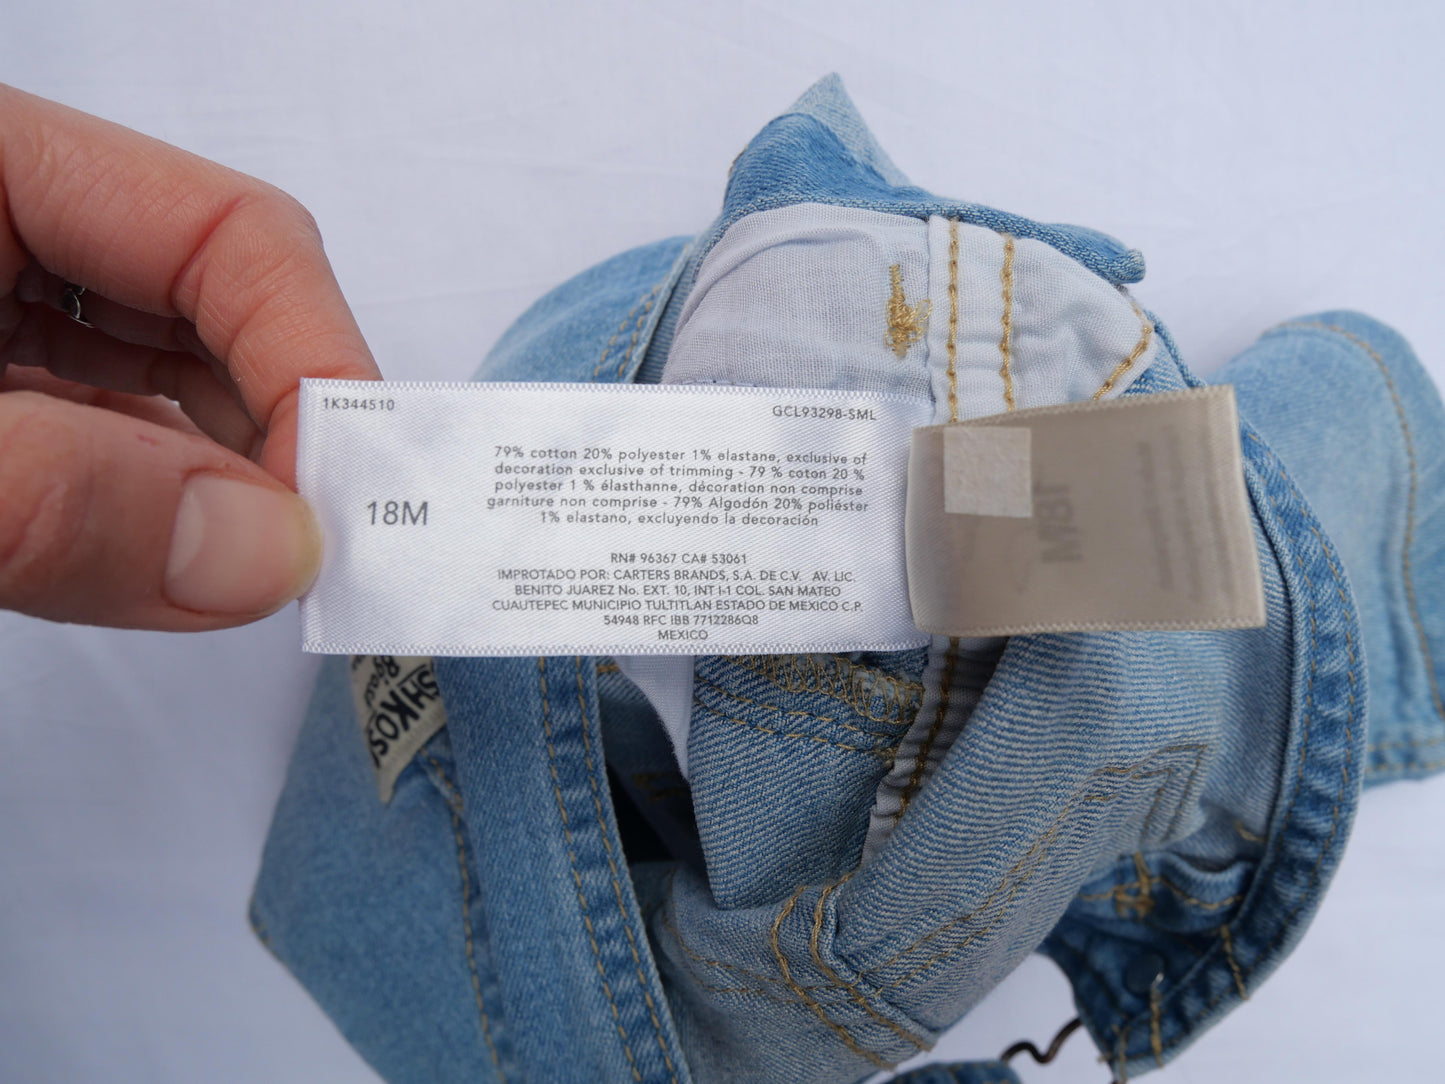 1K344510
GCL93298-SML
79% cotton 20% polyester 1% elastane, exclusive of
decoration exclusive of trimming - 79 % coton 20 %
polyester 1 % élasthanne, décoration non comprise
garniture non comprise - 79% Algodón 20% poliéster
1% elastano, excluyendo la decoración
18M
RN# 96367 CA# 53061
IMPROTADO POR: CARTERS BRANDS, S.A. DE C.V. AV. LIC.
BENITO JUAREZ No. EXT. 10, INT I-1 COL. SAN MATEO
CUAUTEPEC MUNICIPIO TULTITLAN ESTADO DE MEXICO C.P.
54948 RFC IBB 7712286Q8
MEXICO
18M
SHKOS